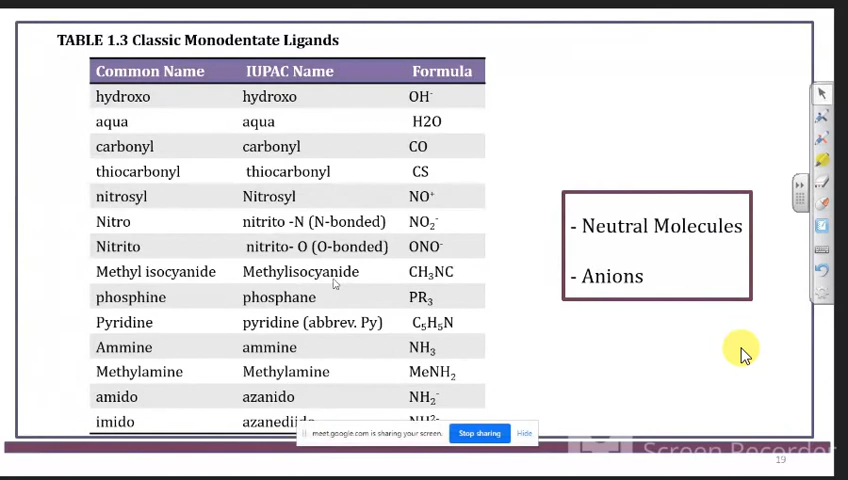 TABLE 1.3 Classic Monodentate Ligands
Common Name IUPAC Name Formula
hydroxo hydroxo OH⁻
aqua aqua H2O
carbonyl carbonyl CO
thiocarbonyl thiocarbonyl CS
nitrosyl Nitrosyl NO⁺
Nitro nitrito -N (N-bonded) NO₂⁻
Nitrito nitrito- O (O-bonded) ONO⁻
Methyl isocyanide Methylisocyanide CH₃NC
phosphine phosphane PR₃
Pyridine pyridine (abbrev. Py) C₅H₅N
Ammine ammine NH₃
Methylamine Methylamine MeNH₂
amido azanido NH₂⁻
imido
- Neutral Molecules
- Anions
meet.google.com is sharing your screen. Stop sharing Hide
Screen Recorder
19